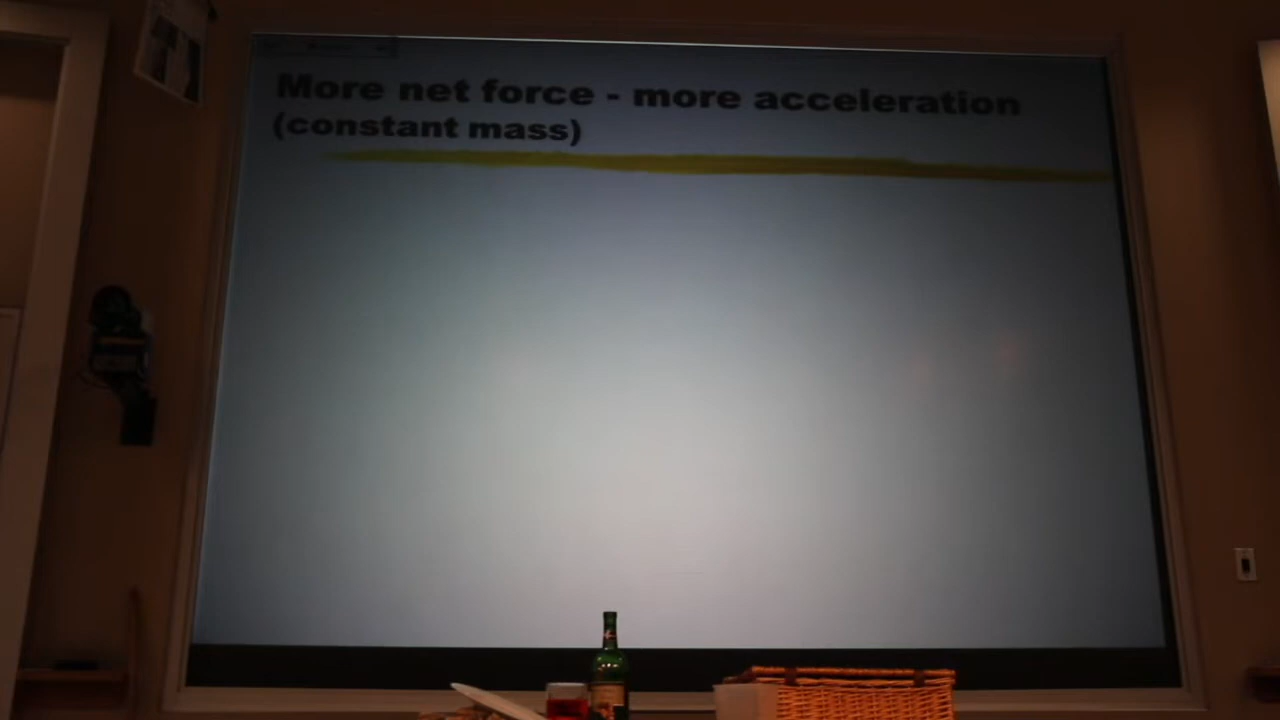 More net force - more acceleration
(constant mass)